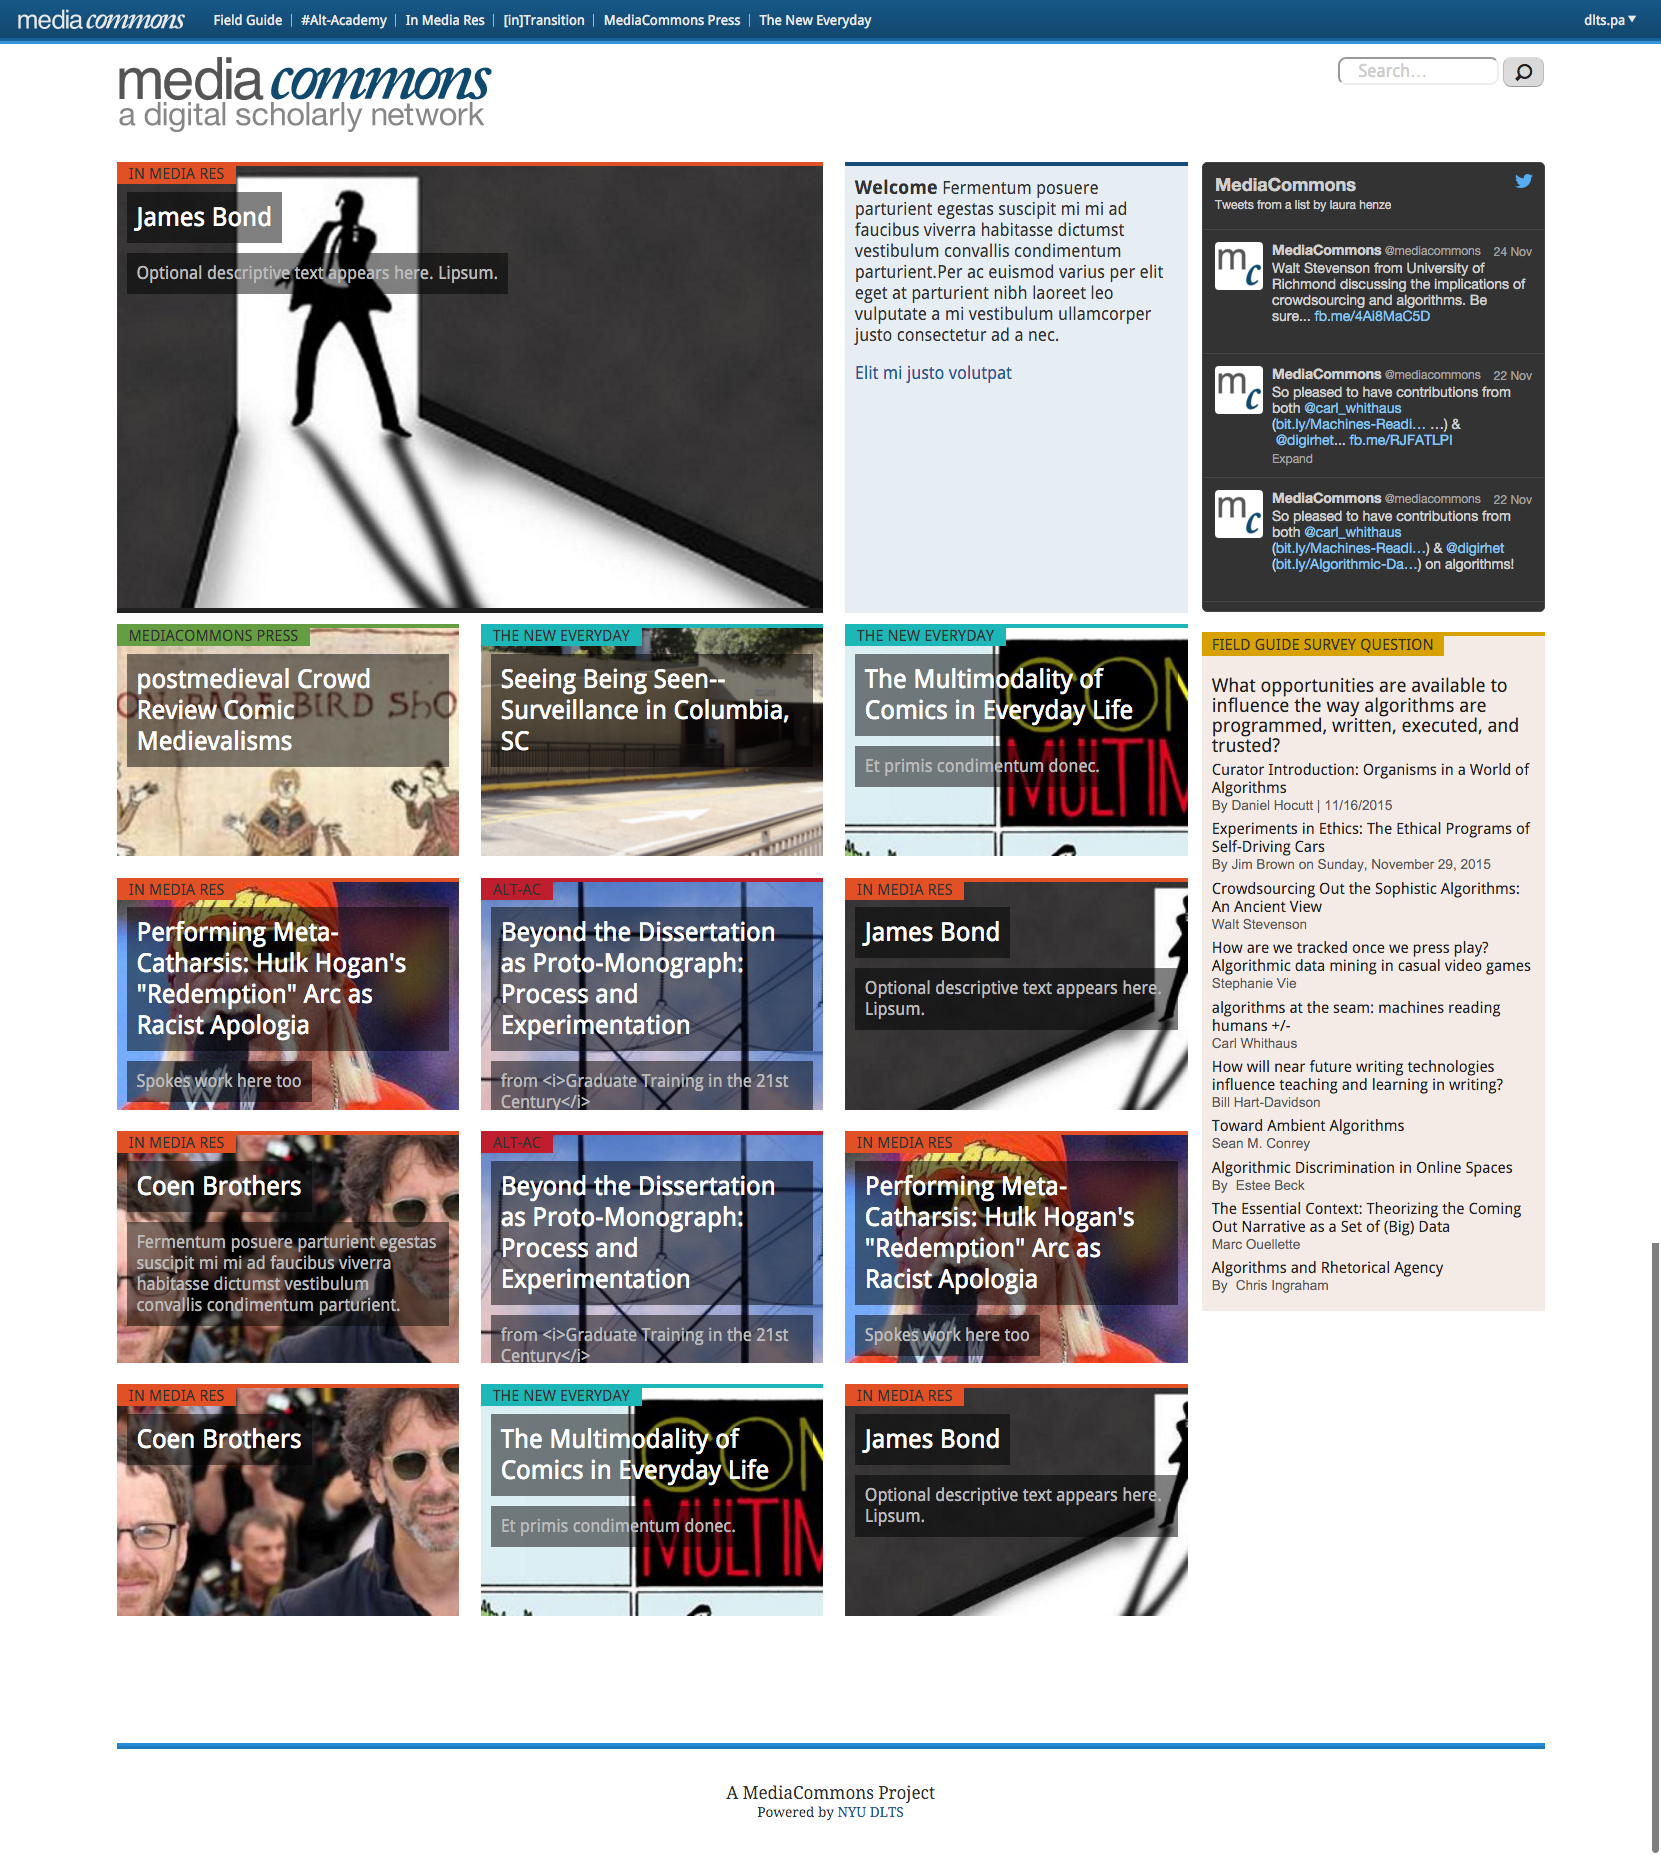 media commons Field Guide #Alt-Academy In Media Res [in]Transition MediaCommons Press The New Everyday dlts.pa
media commons
a digital scholarly network
Search...
IN MEDIA RES
James Bond
Optional descriptive text appears here. Lipsum.
Welcome Fermentum posuere
parturient egestas suscipit mi mi ad
faucibus viverra habitasse dictumst
vestibulum convallis condimentum
parturient.Per ac euismod varius per elit
eget at parturient nibh laoreet leo
vulputate a mi vestibulum ullamcorper
justo consectetur ad a nec.
Elit mi justo volutpat
MediaCommons
Tweets from a list by laura henze
mc
MediaCommons @mediacommons 24 Nov
Walt Stevenson from University of
Richmond discussing the implications of
crowdsourcing and algorithms. Be
sure... fb.me/4Ai8MaC5D
mc
MediaCommons @mediacommons 22 Nov
So pleased to have contributions from
both @carl_whithaus
(bit.ly/Machines-Readi… …) &
@digirhet... fb.me/RJFATLPI
Expand
mc
MediaCommons @mediacommons 22 Nov
So pleased to have contributions from
both @carl_whithaus
(bit.ly/Machines-Readi…) & @digirhet
(bit.ly/Algorithmic-Da…) on algorithms!
MEDIACOMMONS PRESS
postmedieval Crowd
Review Comic
Medievalisms
BIRD SHO
THE NEW EVERYDAY
Seeing Being Seen--
Surveillance in Columbia,
SC
THE NEW EVERYDAY
The Multimodality of
Comics in Everyday Life
Et primis condimentum donec.
CON
MULTIM
FIELD GUIDE SURVEY QUESTION
What opportunities are available to
influence the way algorithms are
programmed, written, executed, and
trusted?
Curator Introduction: Organisms in a World of
Algorithms
By Daniel Hocutt | 11/16/2015
Experiments in Ethics: The Ethical Programs of
Self-Driving Cars
By Jim Brown on Sunday, November 29, 2015
Crowdsourcing Out the Sophistic Algorithms:
An Ancient View
Walt Stevenson
How are we tracked once we press play?
Algorithmic data mining in casual video games
Stephanie Vie
algorithms at the seam: machines reading
humans +/-
Carl Whithaus
How will near future writing technologies
influence teaching and learning in writing?
Bill Hart-Davidson
Toward Ambient Algorithms
Sean M. Conrey
Algorithmic Discrimination in Online Spaces
By Estee Beck
The Essential Context: Theorizing the Coming
Out Narrative as a Set of (Big) Data
Marc Ouellette
Algorithms and Rhetorical Agency
By Chris Ingraham
IN MEDIA RES
Performing Meta-
Catharsis: Hulk Hogan's
"Redemption" Arc as
Racist Apologia
Spokes work here too
ALT-AC
Beyond the Dissertation
as Proto-Monograph:
Process and
Experimentation
from <i>Graduate Training in the 21st
Century</i>
IN MEDIA RES
James Bond
Optional descriptive text appears here.
Lipsum.
IN MEDIA RES
Coen Brothers
Fermentum posuere parturient egestas
suscipit mi mi ad faucibus viverra
habitasse dictumst vestibulum
convallis condimentum parturient.
ALT-AC
Beyond the Dissertation
as Proto-Monograph:
Process and
Experimentation
from <i>Graduate Training in the 21st
Century</i>
IN MEDIA RES
Performing Meta-
Catharsis: Hulk Hogan's
"Redemption" Arc as
Racist Apologia
Spokes work here too
IN MEDIA RES
Coen Brothers
THE NEW EVERYDAY
The Multimodality of
Comics in Everyday Life
Et primis condimentum donec.
CON
MULTIM
IN MEDIA RES
James Bond
Optional descriptive text appears here.
Lipsum.
A MediaCommons Project
Powered by NYU DLTS